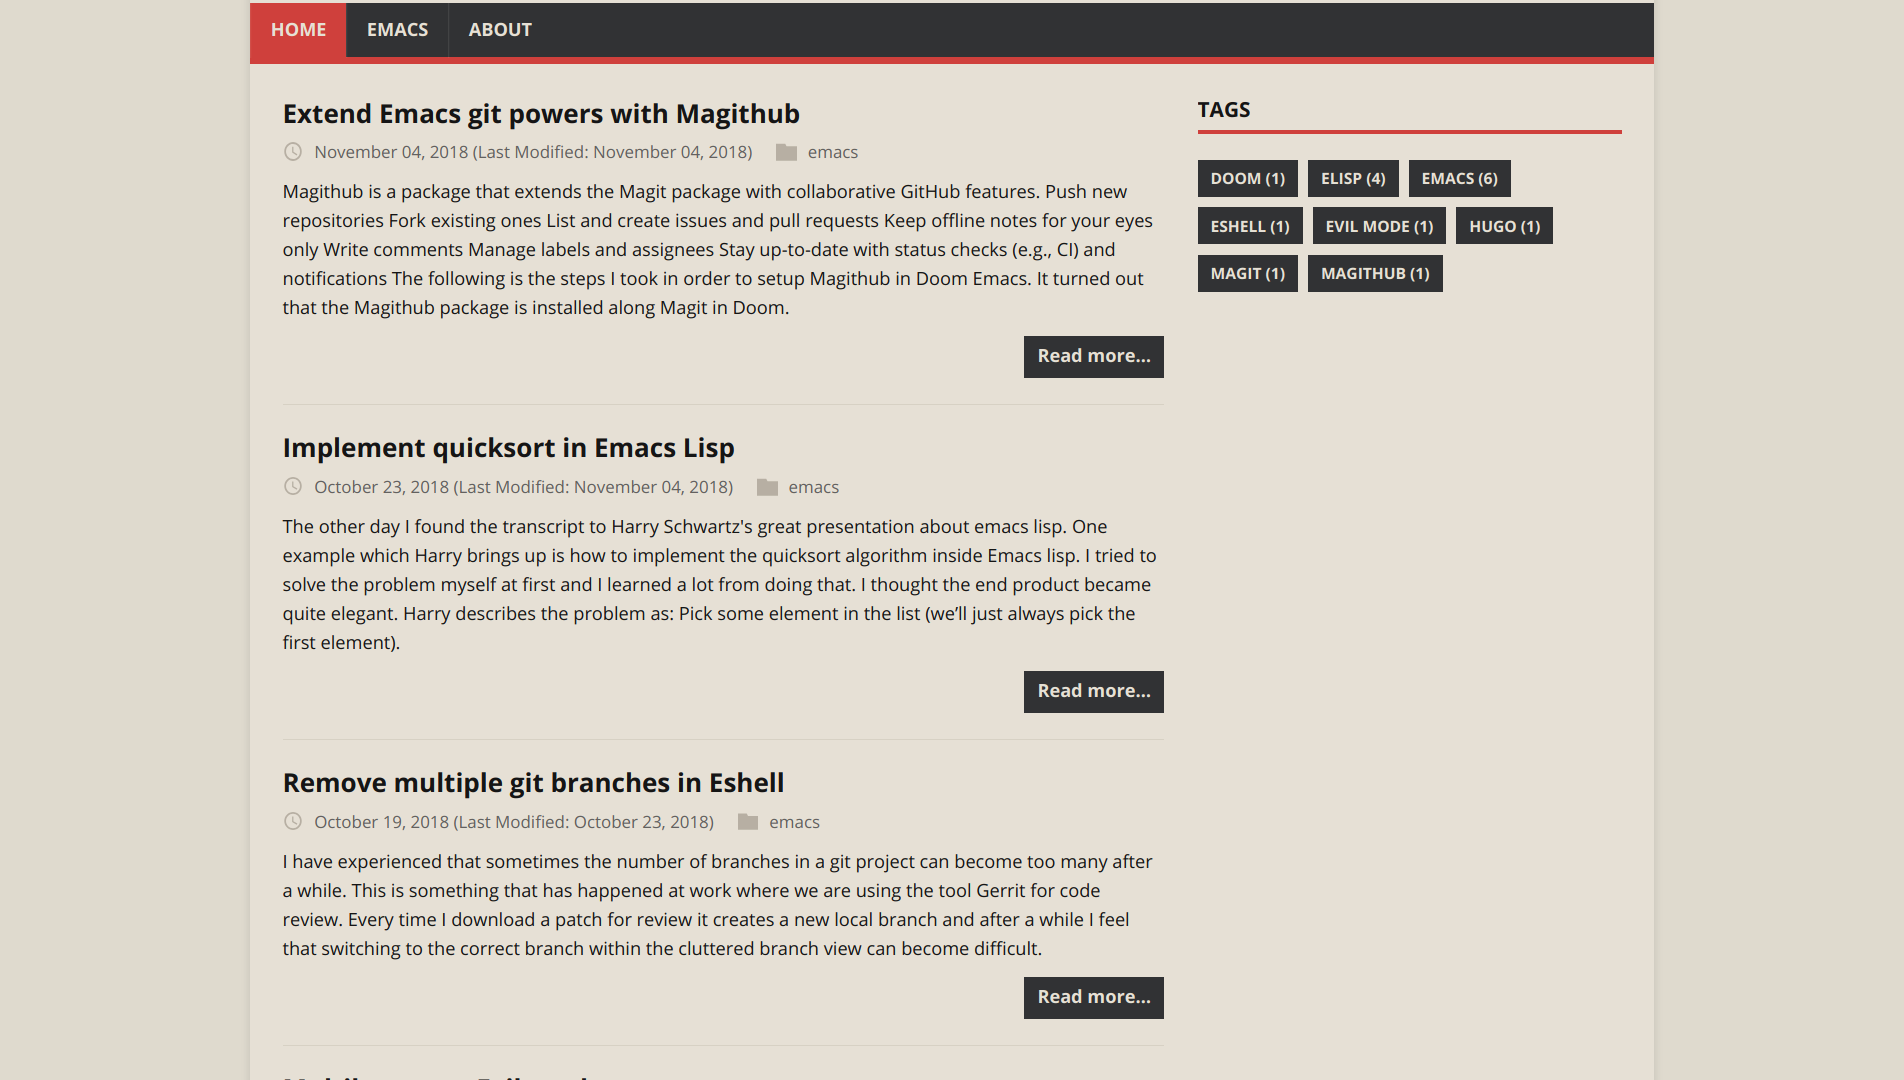 HOME EMACS ABOUT
Extend Emacs git powers with Magithub
November 04, 2018 (Last Modified: November 04, 2018) emacs
Magithub is a package that extends the Magit package with collaborative GitHub features. Push new
repositories Fork existing ones List and create issues and pull requests Keep offline notes for your eyes
only Write comments Manage labels and assignees Stay up-to-date with status checks (e.g., CI) and
notifications The following is the steps I took in order to setup Magithub in Doom Emacs. It turned out
that the Magithub package is installed along Magit in Doom.
Read more...
Implement quicksort in Emacs Lisp
October 23, 2018 (Last Modified: November 04, 2018) emacs
The other day I found the transcript to Harry Schwartz's great presentation about emacs lisp. One
example which Harry brings up is how to implement the quicksort algorithm inside Emacs lisp. I tried to
solve the problem myself at first and I learned a lot from doing that. I thought the end product became
quite elegant. Harry describes the problem as: Pick some element in the list (we’ll just always pick the
first element).
Read more...
Remove multiple git branches in Eshell
October 19, 2018 (Last Modified: October 23, 2018) emacs
I have experienced that sometimes the number of branches in a git project can become too many after
a while. This is something that has happened at work where we are using the tool Gerrit for code
review. Every time I download a patch for review it creates a new local branch and after a while I feel
that switching to the correct branch within the cluttered branch view can become difficult.
Read more...
TAGS
DOOM (1) ELISP (4) EMACS (6)
ESHELL (1) EVIL MODE (1) HUGO (1)
MAGIT (1) MAGITHUB (1)